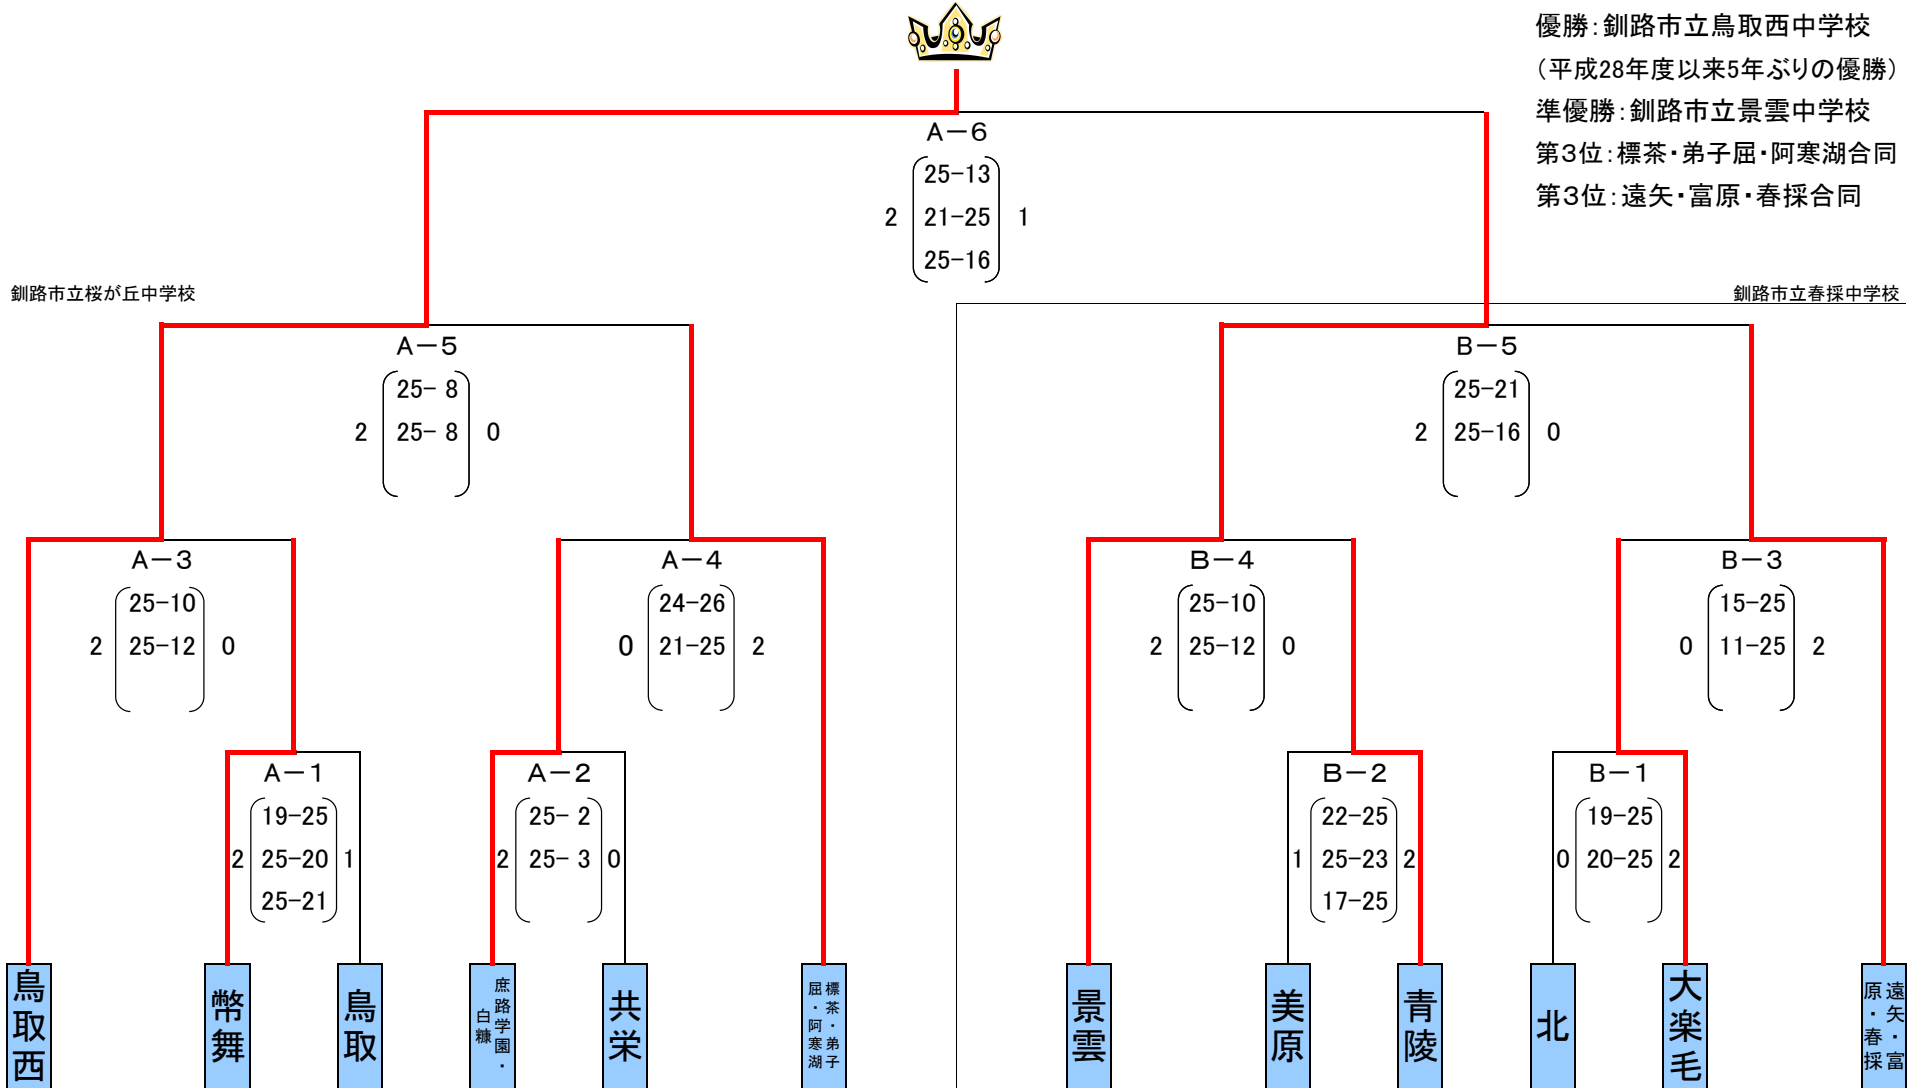 優勝：釧路市立鳥取西中学校
（平成28年度以来5年ぶりの優勝）
準優勝：釧路市立景雲中学校
第3位：標茶・弟子屈・阿寒湖合同
第3位：遠矢・富原・春採合同
A－6
25－13
2 21－25 1
25－16
釧路市立桜が丘中学校
釧路市立春採中学校
A－5
25－ 8
2 25－ 8 0
B－5
25－21
2 25－16 0
A－3
25－10
2 25－12 0
A－4
24－26
0 21－25 2
B－4
25－10
2 25－12 0
B－3
15－25
0 11－25 2
A－1
19－25
2 25－20 1
25－21
A－2
25－ 2
2 25－ 3 0
B－2
22－25
1 25－23 2
17－25
B－1
19－25
0 20－25 2
鳥取西
幣舞
鳥取
庶路学園・
白糠
共栄
標茶・弟子
屈・阿寒湖
景雲
美原
青陵
北
大楽毛
遠矢・富
原・春採